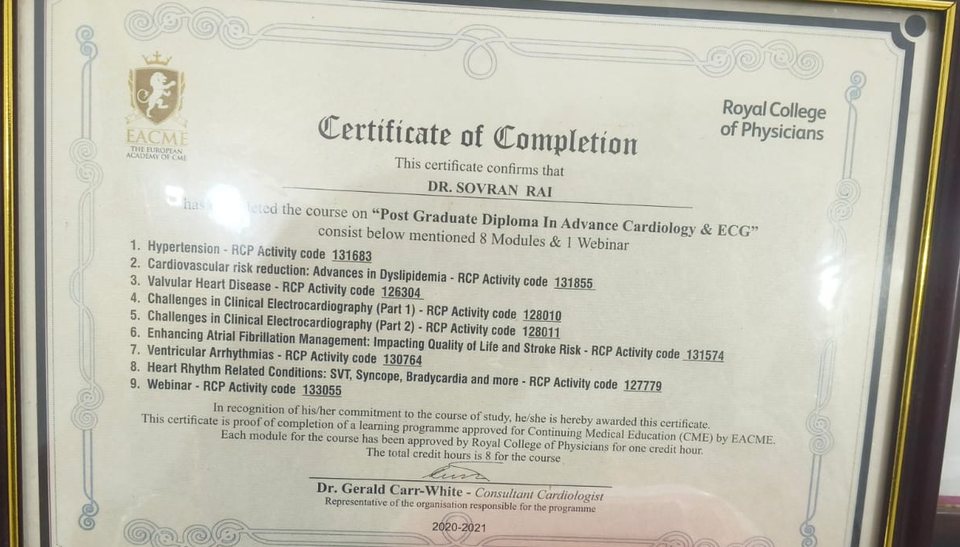 EACME
THE EUROPEAN
ACADEMY OF CME
Royal College
of Physicians
Certificate of Completion
This certificate confirms that
DR. SOVRAN RAI
the course on “Post Graduate Diploma In Advance Cardiology & ECG”
consist below mentioned 8 Modules & 1 Webinar
1. Hypertension - RCP Activity code 131683
2. Cardiovascular risk reduction: Advances in Dyslipidemia - RCP Activity code 131855
3. Valvular Heart Disease - RCP Activity code 126304
4. Challenges in Clinical Electrocardiography (Part 1) - RCP Activity code 128010
5. Challenges in Clinical Electrocardiography (Part 2) - RCP Activity code 128011
6. Enhancing Atrial Fibrillation Management: Impacting Quality of Life and Stroke Risk - RCP Activity code 131574
7. Ventricular Arrhythmias - RCP Activity code 130764
8. Heart Rhythm Related Conditions: SVT, Syncope, Bradycardia and more - RCP Activity code 127779
9. Webinar - RCP Activity code 133055
In recognition of his/her commitment to the course of study, he/she is hereby awarded this certificate.
This certificate is proof of completion of a learning programme approved for Continuing Medical Education (CME) by EACME.
Each module for the course has been approved by Royal College of Physicians for one credit hour.
The total credit hours is 8 for the course
Dr. Gerald Carr-White - Consultant Cardiologist
Representative of the organisation responsible for the programme
2020-2021